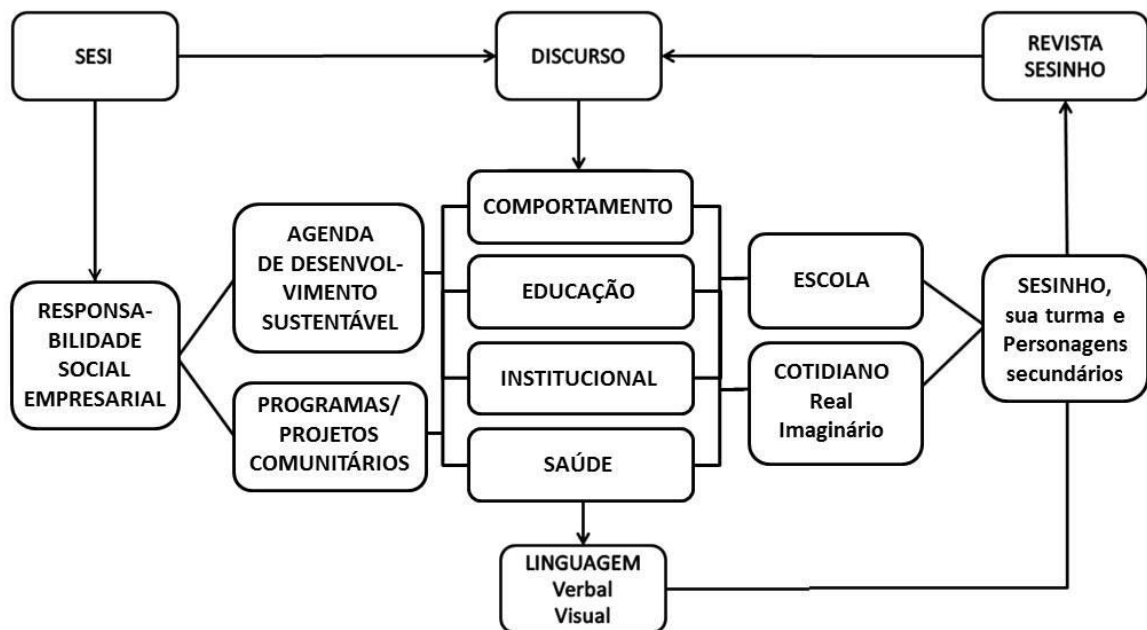 SESI
DISCURSO
REVISTA
SESINHO
COMPORTAMENTO
AGENDA
DE DESENVOL-
VIMENTO
SUSTENTÁVEL
EDUCAÇÃO
ESCOLA
SESINHO,
sua turma e
Personagens
secundários
RESPONSA-
BILIDADE
SOCIAL
EMPRESARIAL
INSTITUCIONAL
COTIDIANO
Real
Imaginário
PROGRAMAS/
PROJETOS
COMUNITÁRIOS
SAÚDE
LINGUAGEM
Verbal
Visual